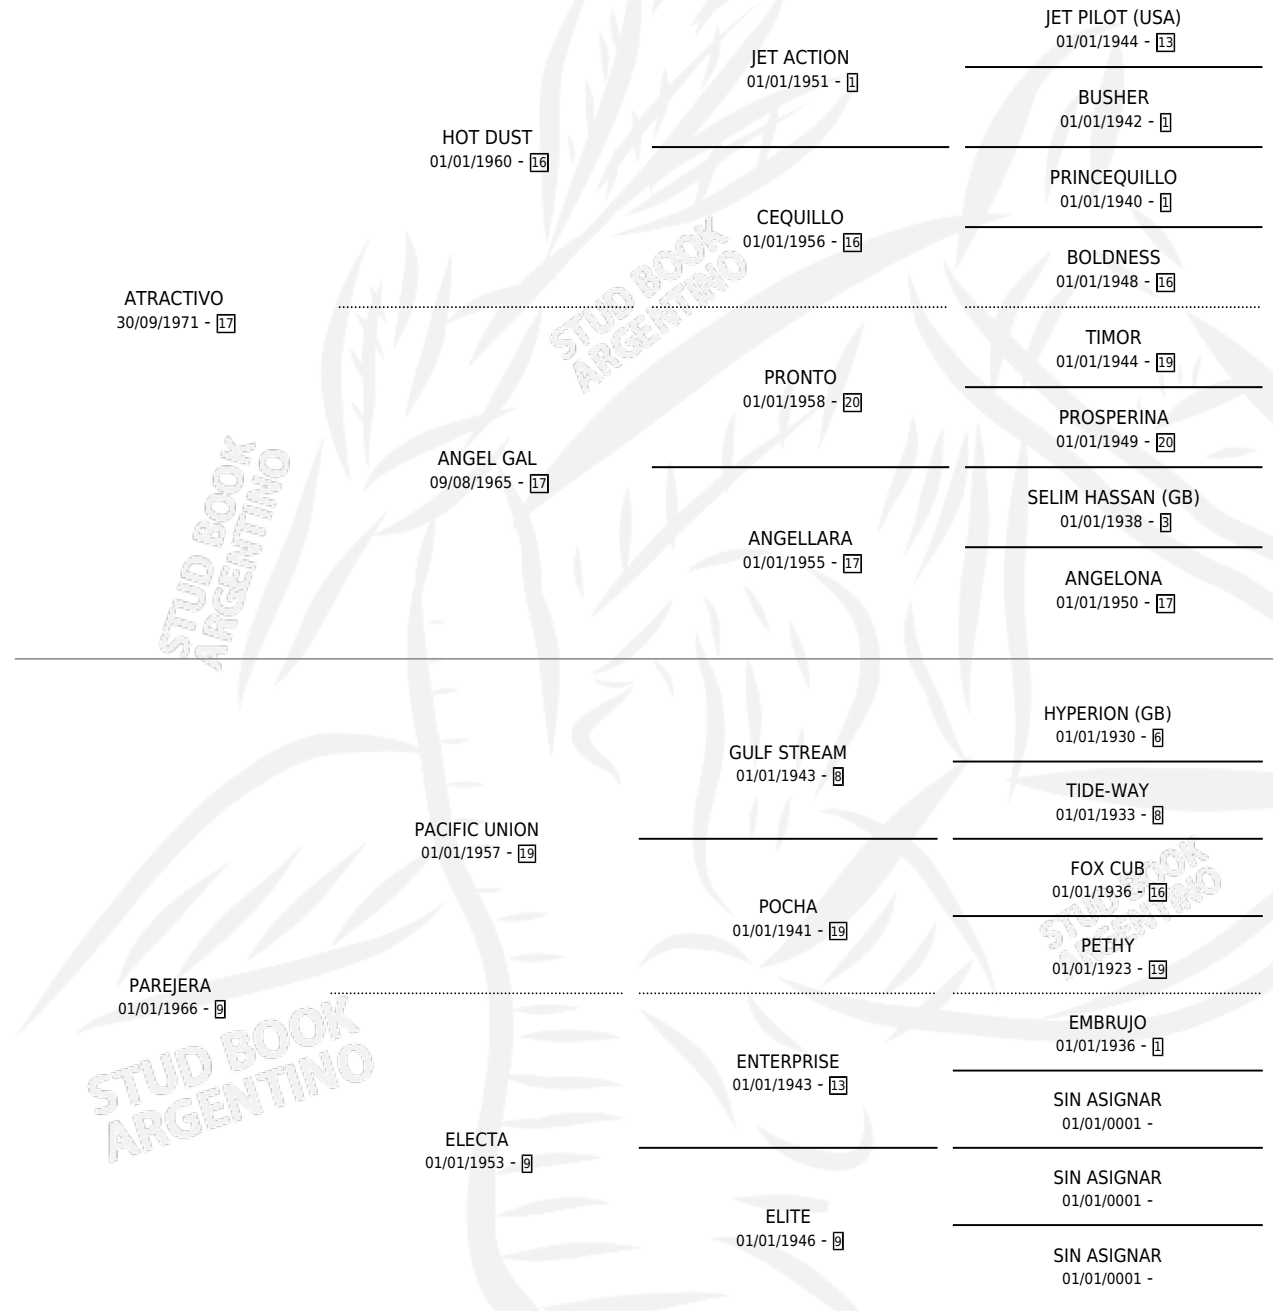 JET PILOT (USA)
01/01/1944 - 13
JET ACTION
01/01/1951 - 1
BUSHER
01/01/1942 - 1
HOT DUST
01/01/1960 - 16
PRINCEQUILLO
01/01/1940 - 1
CEQUILLO
01/01/1956 - 16
BOLDNESS
01/01/1948 - 16
ATRACTIVO
30/09/1971 - 17
TIMOR
01/01/1944 - 19
PRONTO
01/01/1958 - 20
PROSPERINA
01/01/1949 - 20
ANGEL GAL
09/08/1965 - 17
SELIM HASSAN (GB)
01/01/1938 - 3
ANGELLARA
01/01/1955 - 17
ANGELONA
01/01/1950 - 17
STUD BOOK
ARGENTINO
STUD BOOK
ARGENTINO
HYPERION (GB)
01/01/1930 - 6
GULF STREAM
01/01/1943 - 8
TIDE-WAY
01/01/1933 - 8
PACIFIC UNION
01/01/1957 - 19
FOX CUB
01/01/1936 - 16
POCHA
01/01/1941 - 19
PETHY
01/01/1923 - 19
PAREJERA
01/01/1966 - 9
EMBRUJO
01/01/1936 - 1
ENTERPRISE
01/01/1943 - 13
SIN ASIGNAR
01/01/0001 -
ELECTA
01/01/1953 - 9
SIN ASIGNAR
01/01/0001 -
ELITE
01/01/1946 - 9
SIN ASIGNAR
01/01/0001 -
STUD BOOK
ARGENTINO
STUD BOOK
ARGENTINO